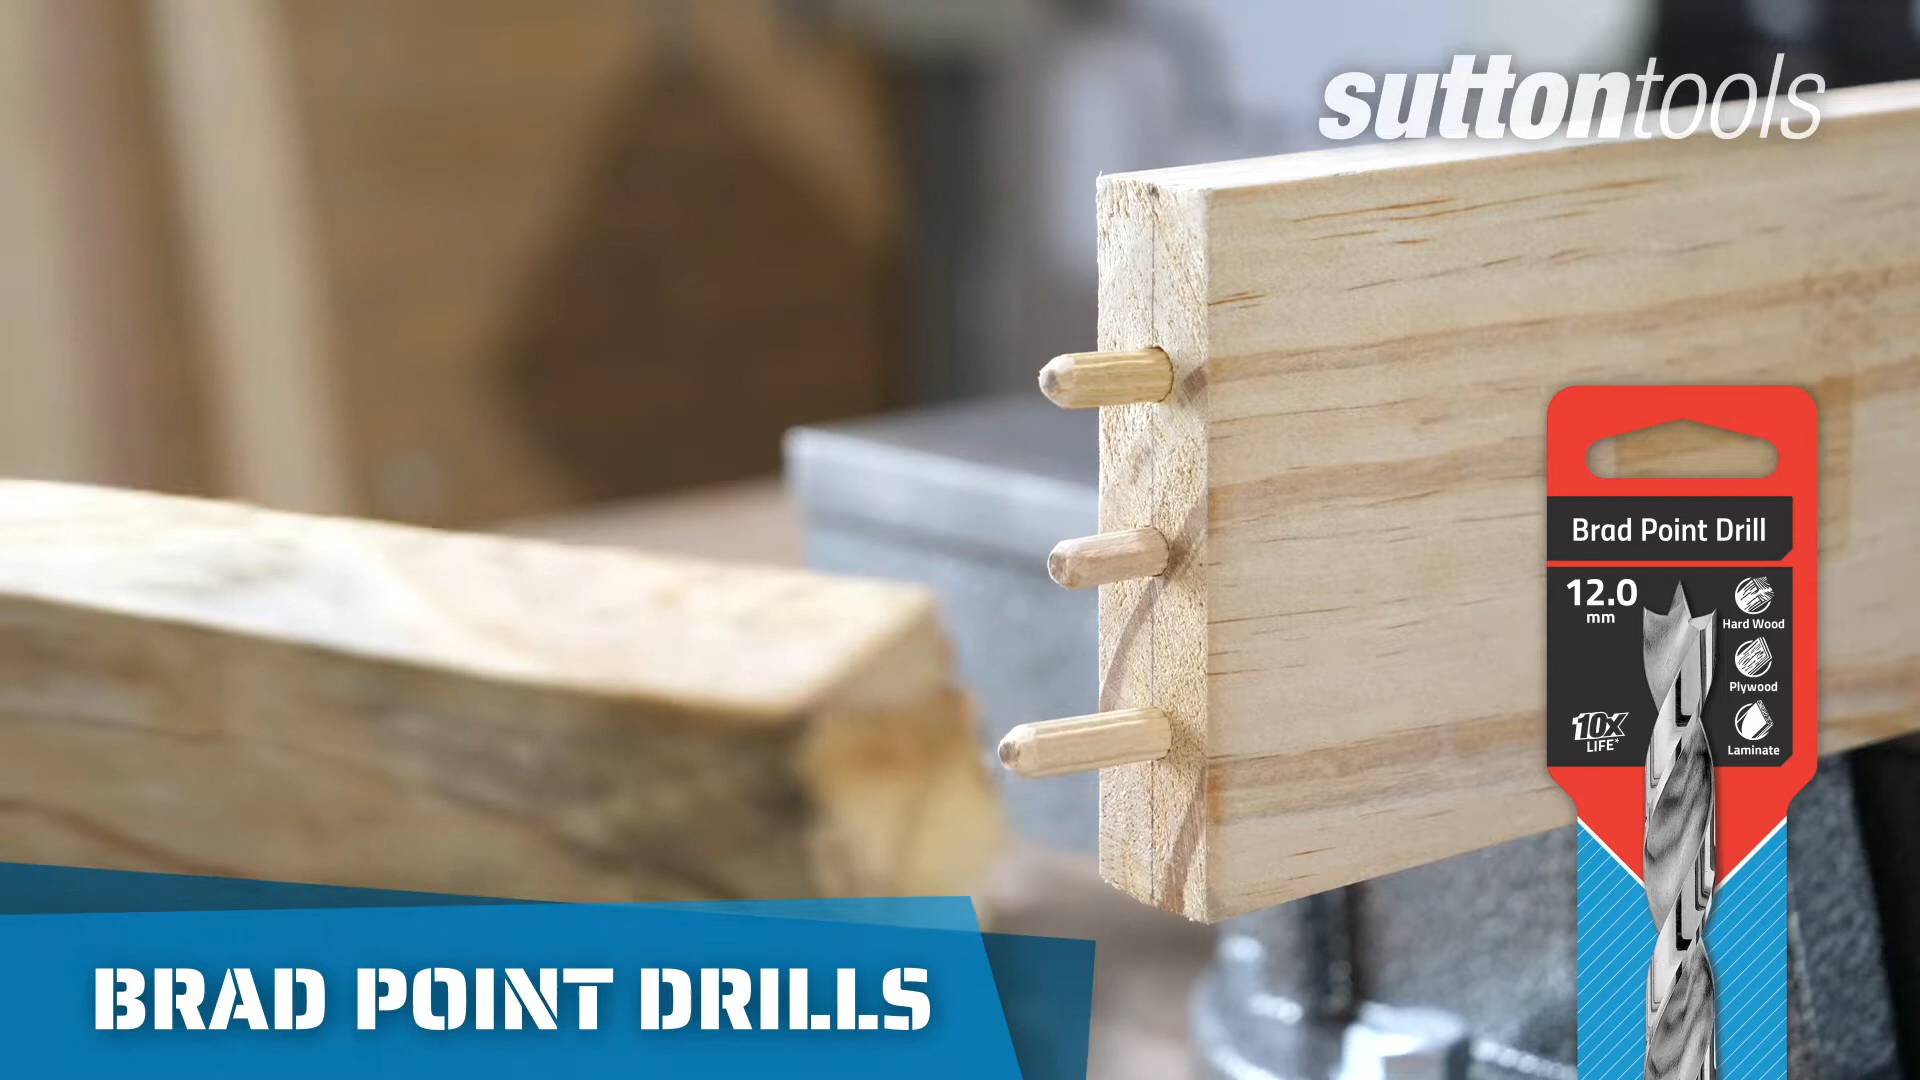 suttontools
Brad Point Drill
12.0
mm
Hard Wood
Plywood
10x
LIFE*
Laminate
BRAD POINT DRILLS